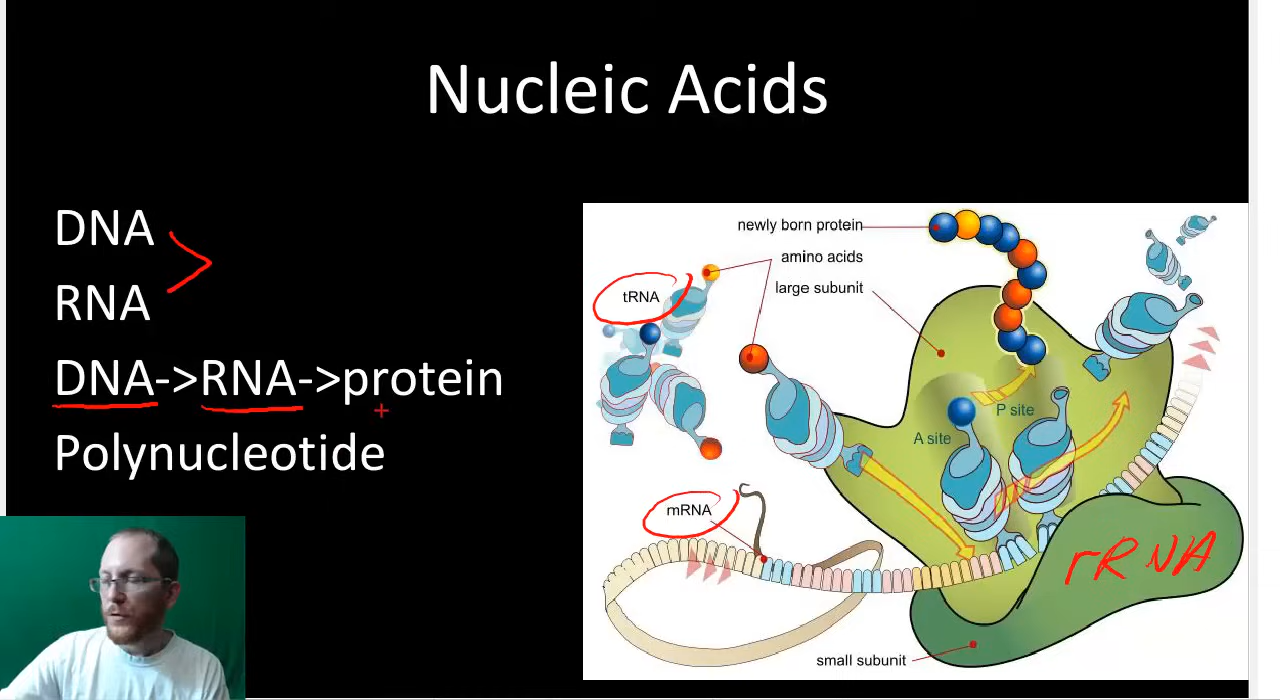 Nucleic Acids
DNA
RNA
DNA->RNA->protein
Polynucleotide
newly born protein
amino acids
large subunit
tRNA
P site
A site
mRNA
rRNA
small subunit